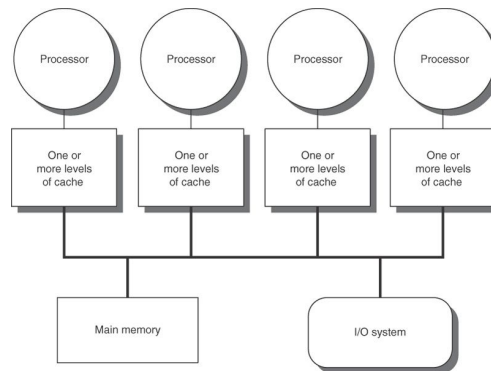 Processor Processor Processor Processor
One or One or One or One or
more levels more levels more levels more levels
of cache of cache of cache of cache
Main memory I/O system